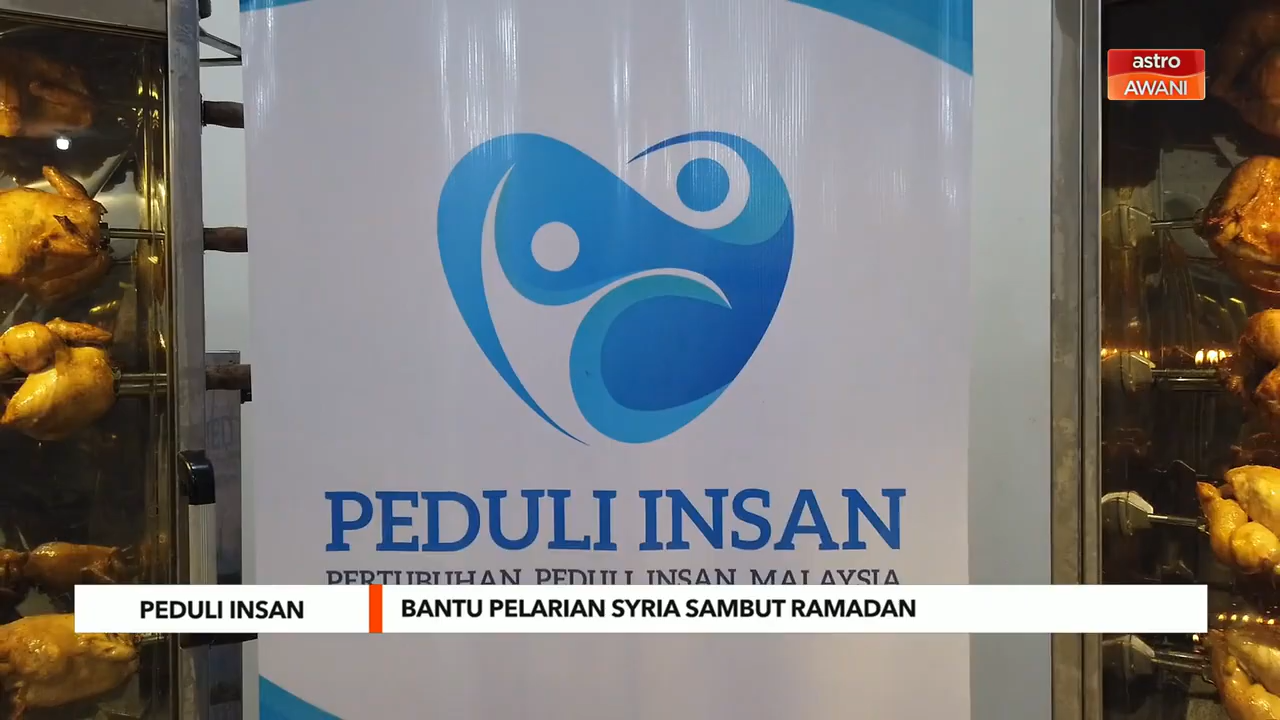 astro
AWANI
PEDULI INSAN
PERTUBUHAN PEDULI INSAN MALAYSIA
PEDULI INSAN
BANTU PELARIAN SYRIA SAMBUT RAMADAN